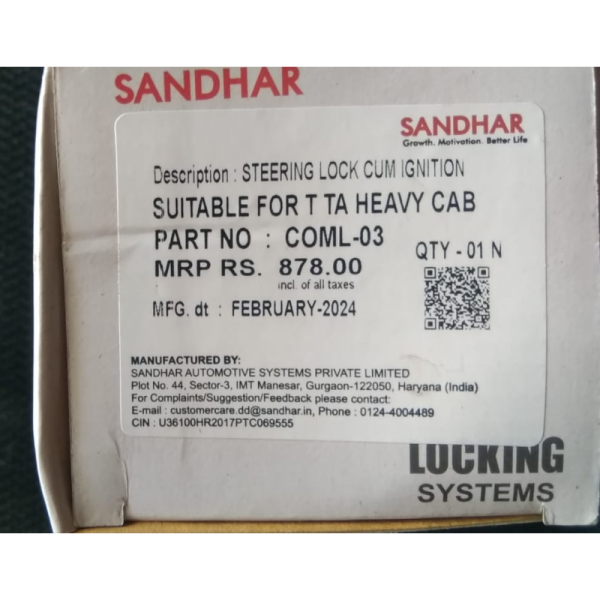 SANDHAR
SANDHAR
Growth. Motivation. Better Life
Description : STEERING LOCK CUM IGNITION
SUITABLE FOR T TA HEAVY CAB
PART NO : COML-03
QTY - 01 N
MRP RS. 878.00
incl. of all taxes
MFG. dt : FEBRUARY-2024
MANUFACTURED BY:
SANDHAR AUTOMOTIVE SYSTEMS PRIVATE LIMITED
Plot No. 44, Sector-3, IMT Manesar, Gurgaon-122050, Haryana (India)
For Complaints/Suggestion/Feedback please contact:
E-mail : customercare.dd@sandhar.in, Phone : 0124-4004489
CIN : U36100HR2017PTC069555
LOCKING
SYSTEMS